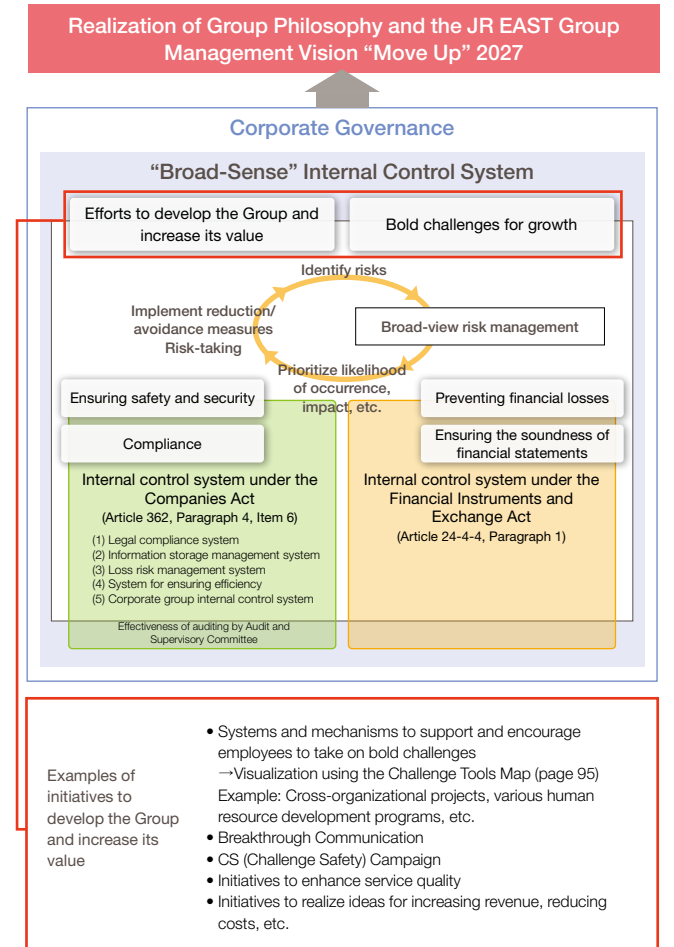 Realization of Group Philosophy and the JR EAST Group
Management Vision “Move Up” 2027
Corporate Governance
“Broad-Sense” Internal Control System
Efforts to develop the Group and
increase its value
Bold challenges for growth
Identify risks
Implement reduction/
avoidance measures
Risk-taking
Broad-view risk management
Prioritize likelihood
of occurrence,
impact, etc.
Ensuring safety and security
Compliance
Preventing financial losses
Ensuring the soundness of
financial statements
Internal control system under the
Companies Act
(Article 362, Paragraph 4, Item 6)
(1) Legal compliance system
(2) Information storage management system
(3) Loss risk management system
(4) System for ensuring efficiency
(5) Corporate group internal control system
Effectiveness of auditing by Audit and
Supervisory Committee
Internal control system under the
Financial Instruments and
Exchange Act
(Article 24-4-4, Paragraph 1)
Examples of
initiatives to
develop the Group
and increase its
value
• Systems and mechanisms to support and encourage
employees to take on bold challenges
→Visualization using the Challenge Tools Map (page 95)
Example: Cross-organizational projects, various human
resource development programs, etc.
• Breakthrough Communication
• CS (Challenge Safety) Campaign
• Initiatives to enhance service quality
• Initiatives to realize ideas for increasing revenue, reducing
costs, etc.